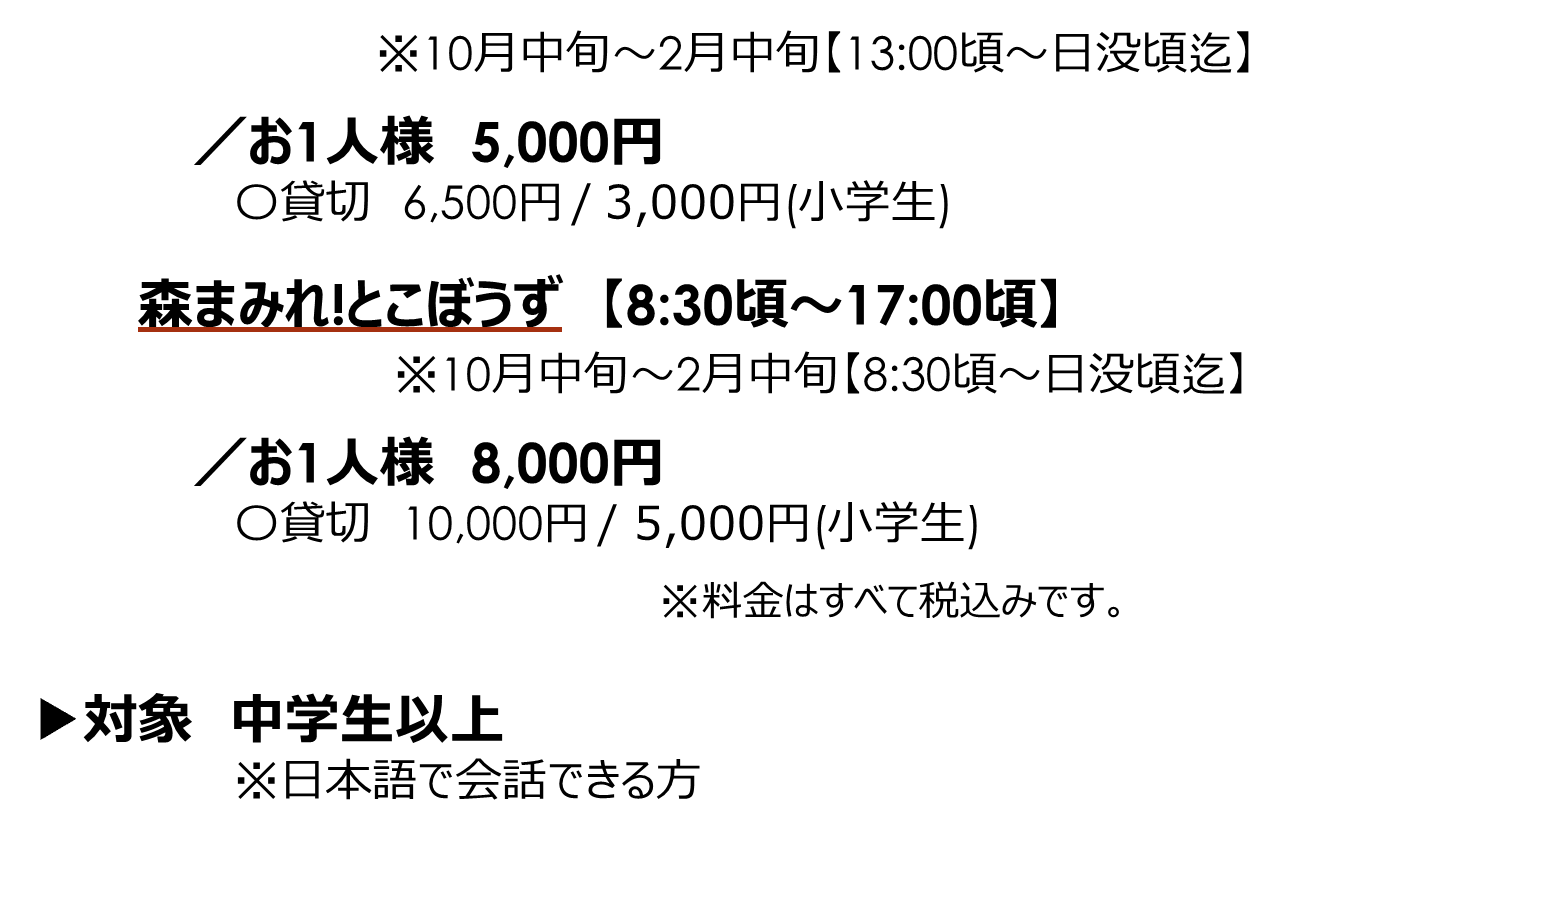 ※10月中旬～2月中旬【13:00頃～日没頃迄】
／お1人様 5,000円
〇貸切 6,500円 / 3,000円(小学生)
森まみれ!とこぼうず 【8:30頃～17:00頃】
※10月中旬～2月中旬【8:30頃～日没頃迄】
／お1人様 8,000円
〇貸切 10,000円 / 5,000円(小学生)
※料金はすべて税込みです。
▶対象 中学生以上
※日本語で会話できる方